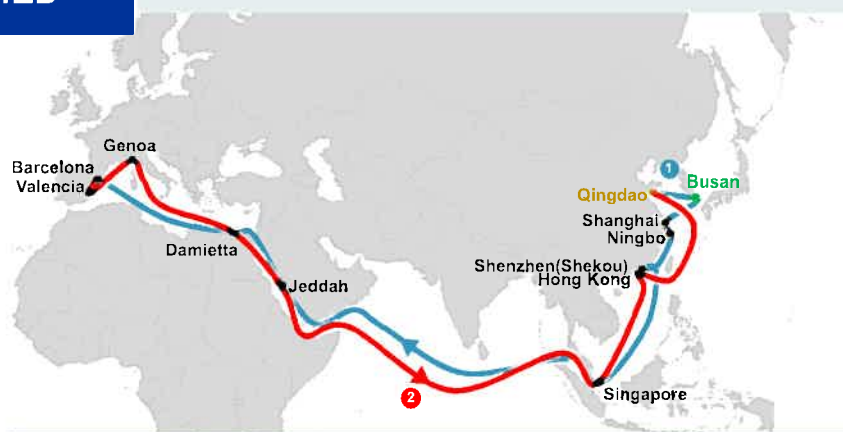 Genoa
Barcelona
Valencia
Damietta
Jeddah
1
Busan
Qingdao
Shanghai
Ningbo
Shenzhen(Shekou)
Hong Kong
Singapore
2